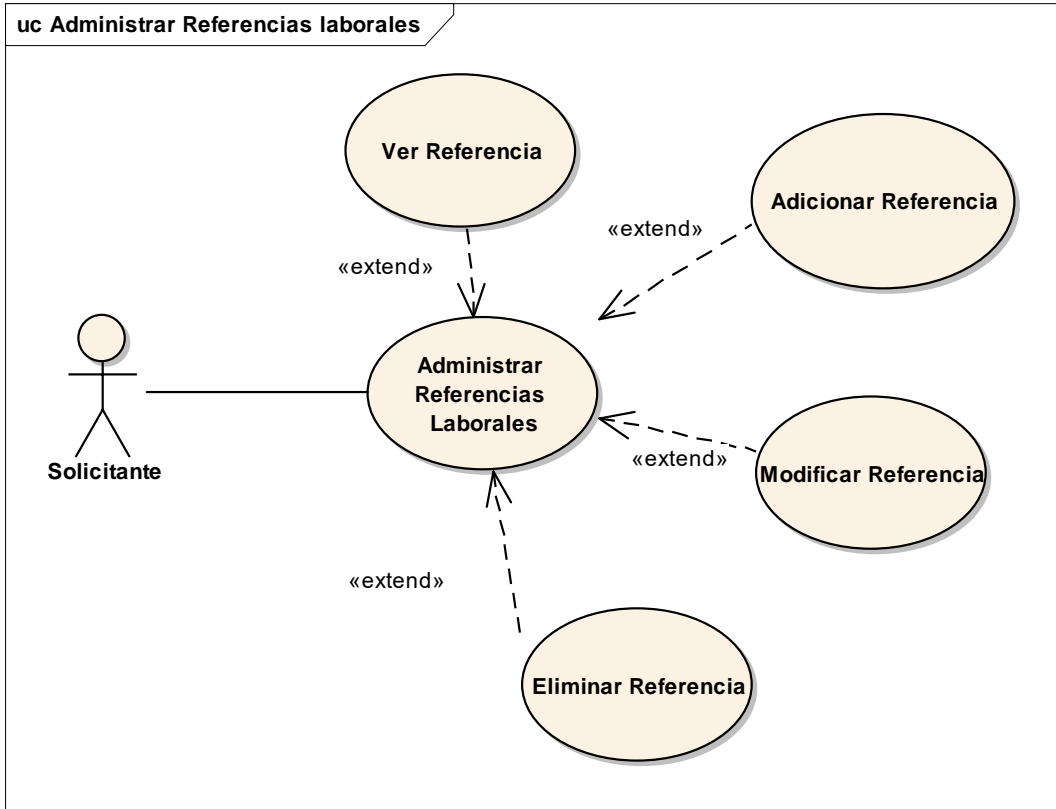 uc Administrar Referencias laborales
Ver Referencia
Adicionar Referencia
«extend»
«extend»
Administrar
Referencias
Laborales
Solicitante
«extend»
Modificar Referencia
«extend»
Eliminar Referencia